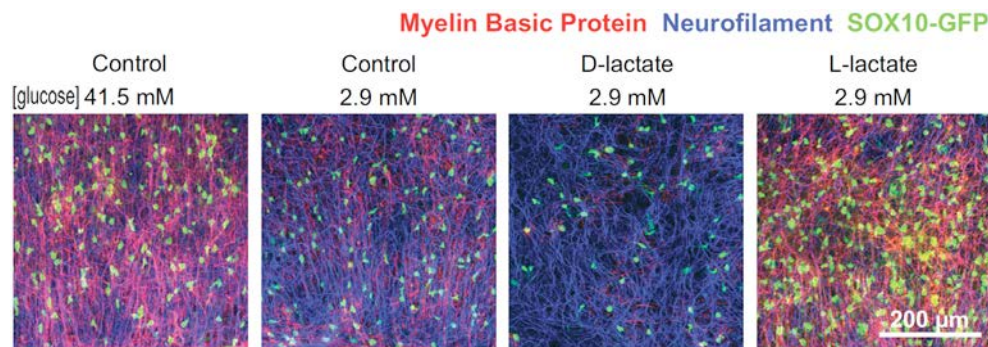 Myelin Basic Protein Neurofilament SOX10-GFP
Control Control D-lactate L-lactate
[glucose] 41.5 mM 2.9 mM 2.9 mM 2.9 mM
200 μm